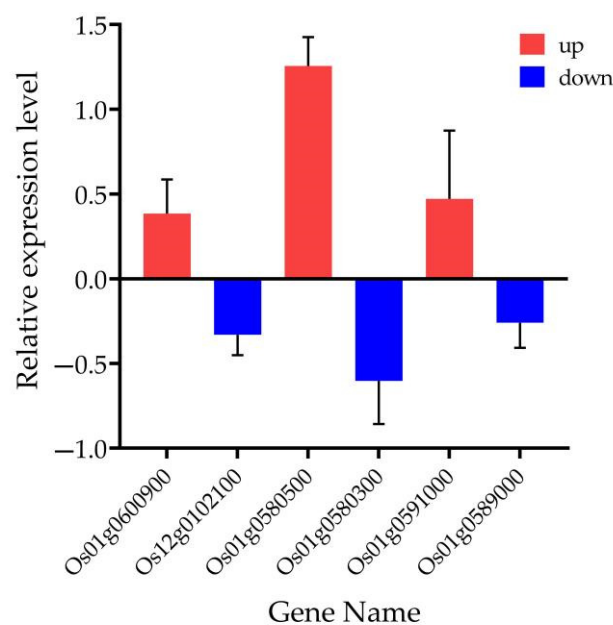 1.5
1.0
0.5
0.0
−0.5
−1.0
Relative expression level
up
down
Os01g0600900
Os12g0102100
Os01g0580500
Os01g0580300
Os01g0591000
Os01g0589000
Gene Name